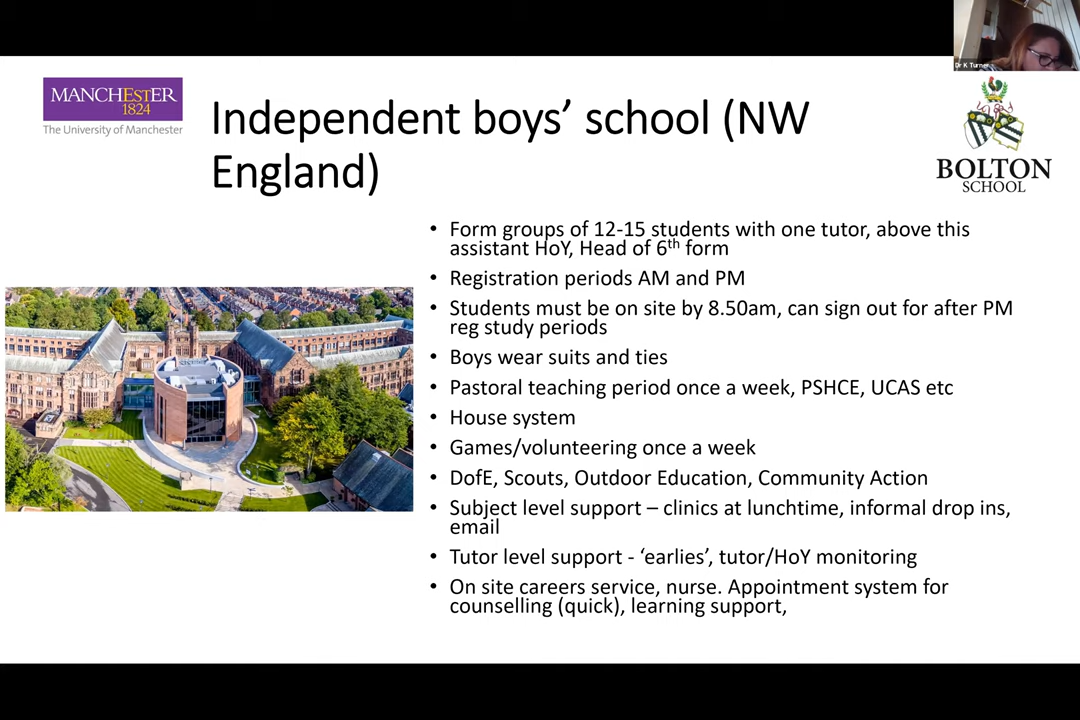 Dr K Turner
MANCHESTER
1824
The University of Manchester
Independent boys’ school (NW
England)
BOLTON
SCHOOL
• Form groups of 12-15 students with one tutor, above this
assistant HoY, Head of 6th form
• Registration periods AM and PM
• Students must be on site by 8.50am, can sign out for after PM
reg study periods
• Boys wear suits and ties
• Pastoral teaching period once a week, PSHCE, UCAS etc
• House system
• Games/volunteering once a week
• DofE, Scouts, Outdoor Education, Community Action
• Subject level support – clinics at lunchtime, informal drop ins,
email
• Tutor level support - ‘earlies’, tutor/HoY monitoring
• On site careers service, nurse. Appointment system for
counselling (quick), learning support,